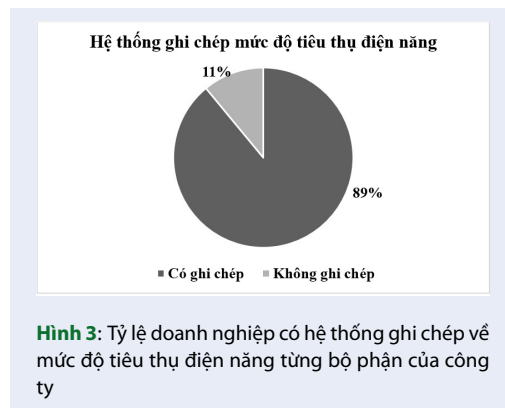 Hệ thống ghi chép mức độ tiêu thụ điện năng
11%
89%
Có ghi chép Không ghi chép
Hình 3: Tỷ lệ doanh nghiệp có hệ thống ghi chép về
mức độ tiêu thụ điện năng từng bộ phận của công
ty